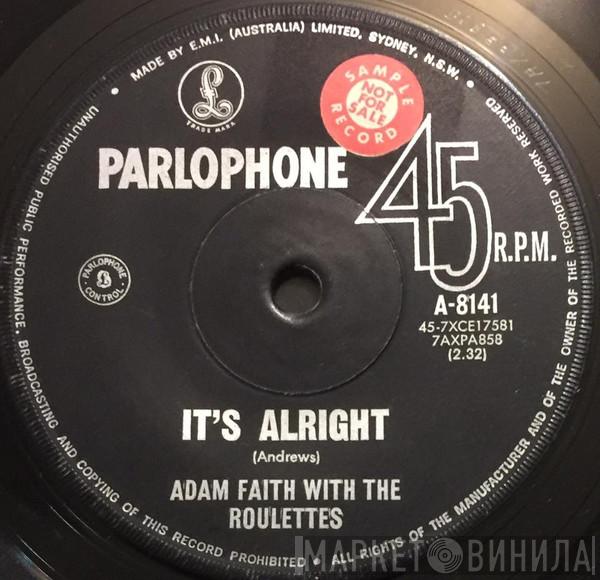 MADE BY E.M.I. (AUSTRALIA) LIMITED, SYDNEY, N.S.W.
UNAUTHORISED PUBLIC PERFORMANCE, BROADCASTING AND COPYING OF THIS RECORD PROHIBITED • ALL RIGHTS OF THE MANUFACTURER AND OF THE OWNER OF THE RECORDED WORK RESERVED
£
TRADE MARK
SAMPLE
NOT
FOR
SALE
RECORD
PARLOPHONE
45
R.P.M.
PARLOPHONE
£
CONTROL
A-8141
45-7XCE17581
7AXPA858
(2.32)
IT'S ALRIGHT
(Andrews)
ADAM FAITH WITH THE
ROULETTES
МАРКЕТ ВИНИЛА